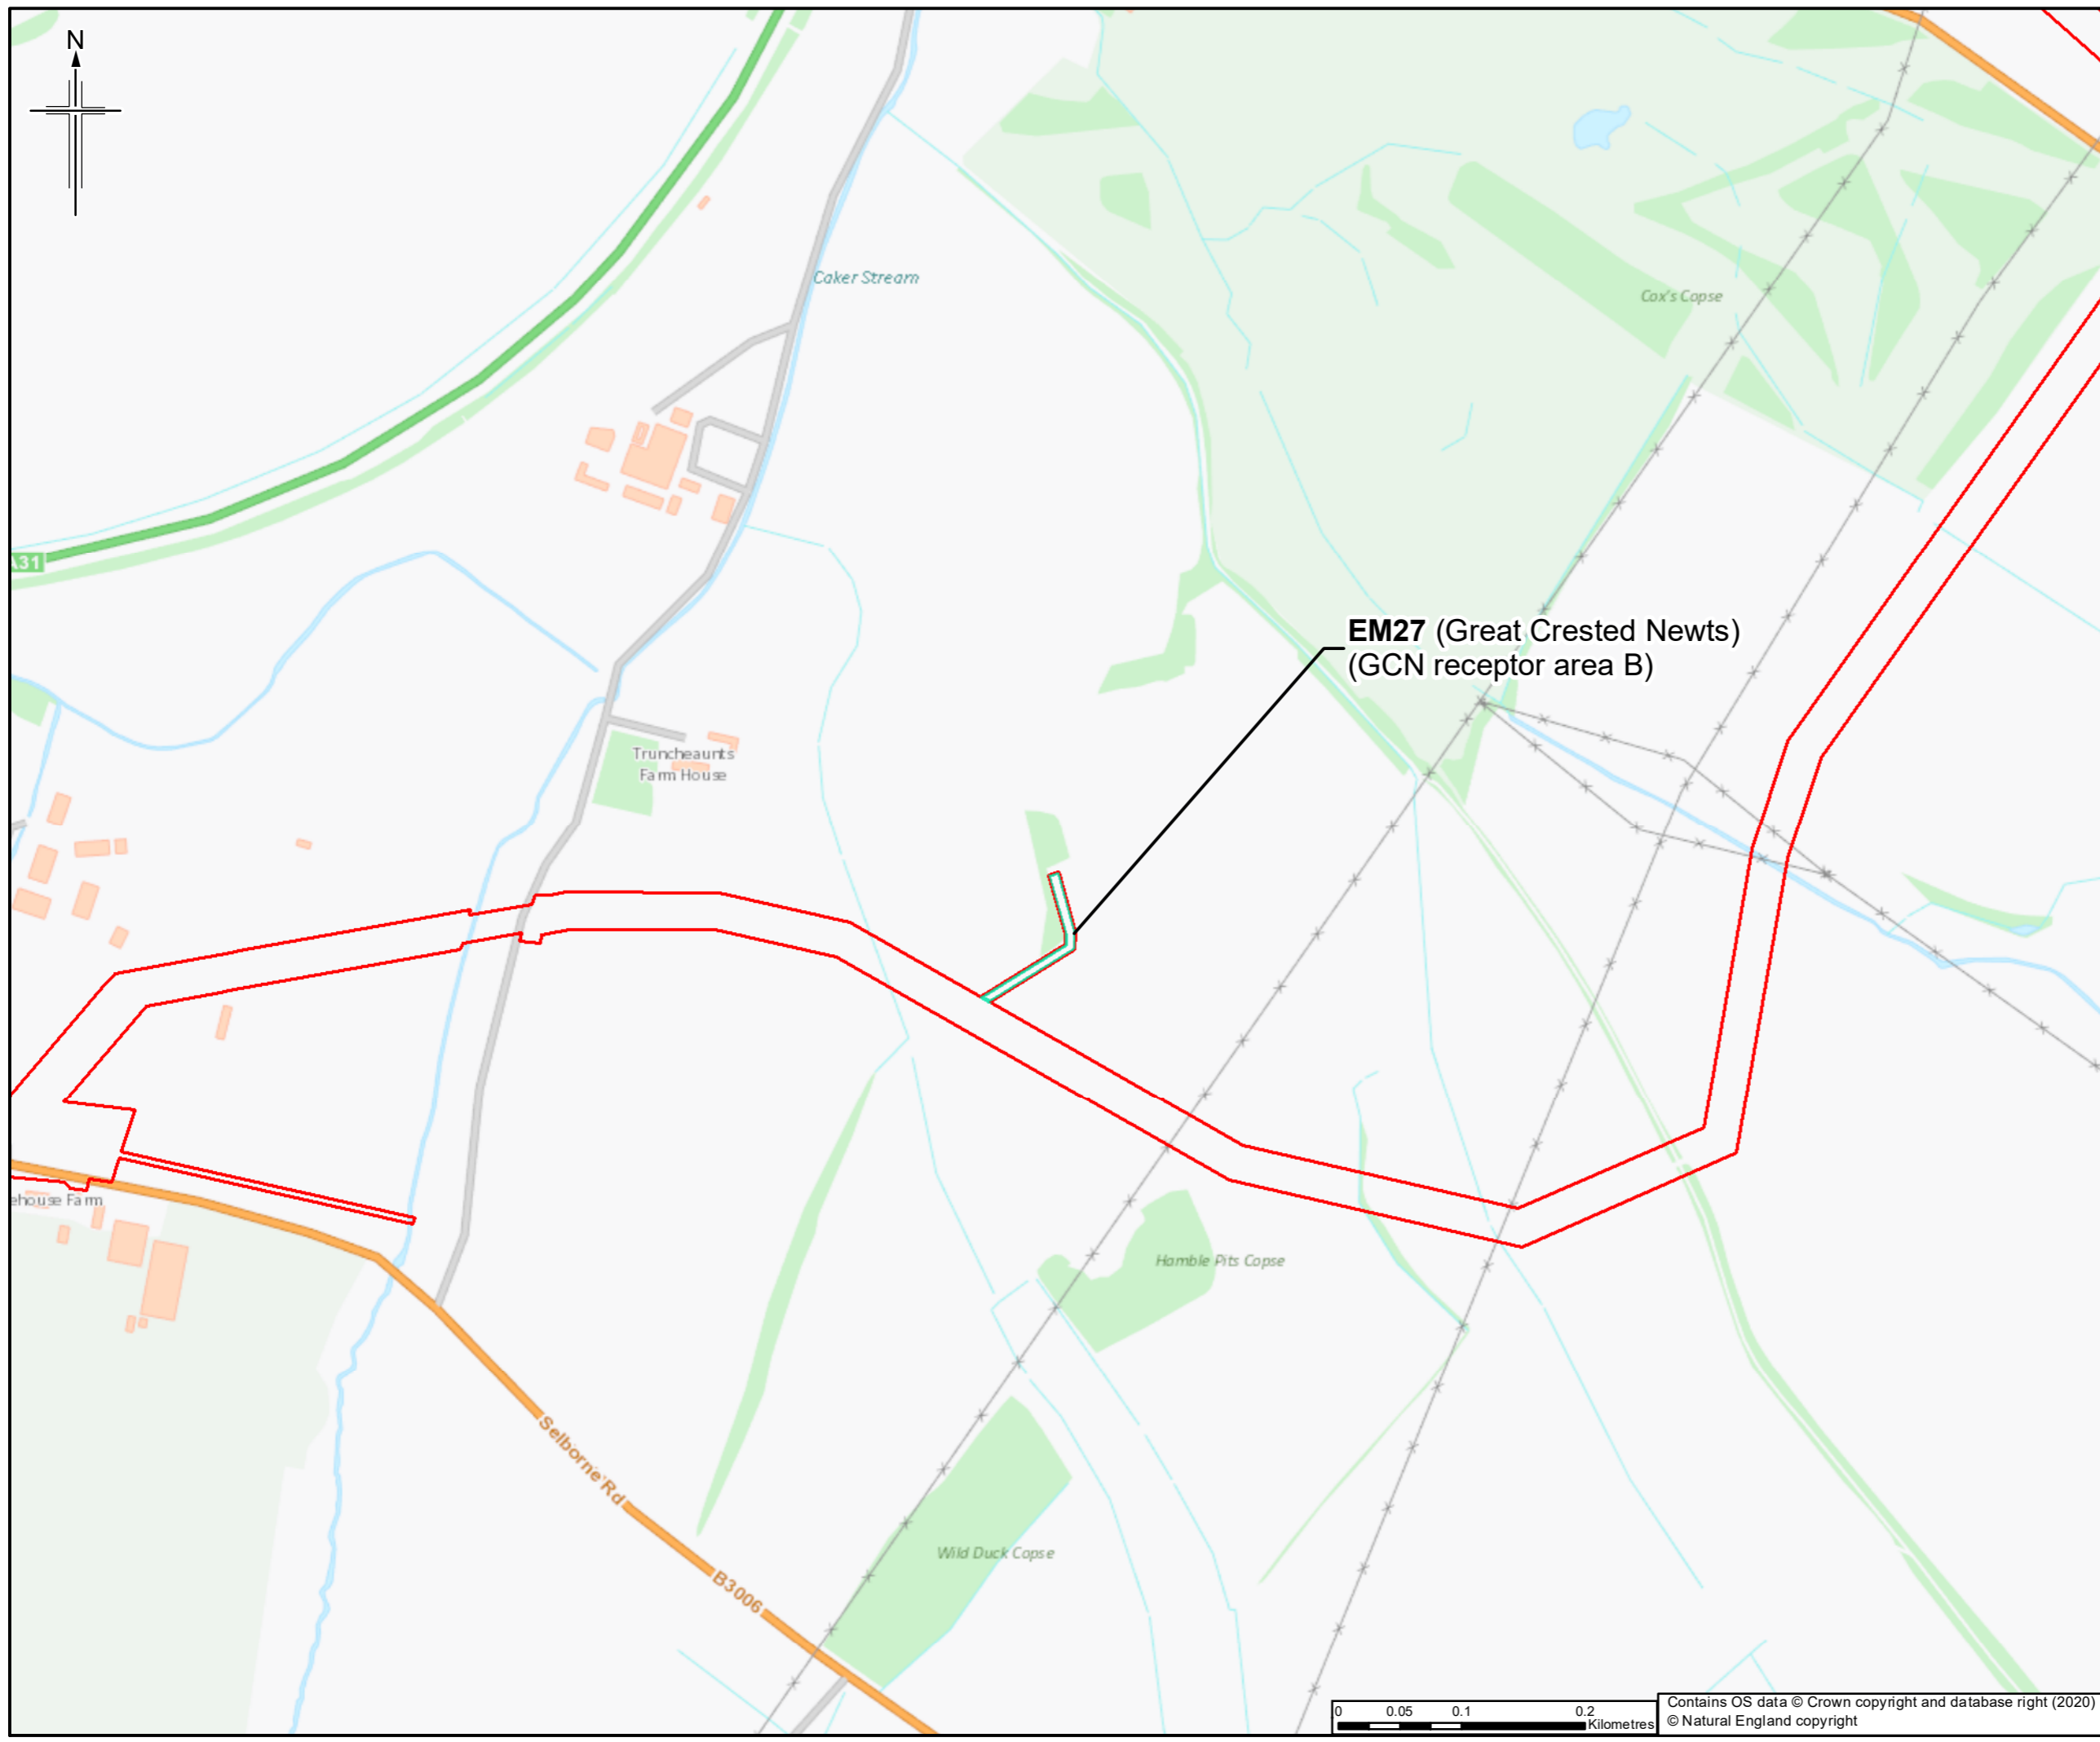 N
Caker Stream
Cox's Copse
A31
EM27 (Great Crested Newts)
(GCN receptor area B)
Truncheaunts
Farm House
ehouse Farm
Hamble Pits Copse
Selborne Rd
Wild Duck Copse
B3006
0 0.05 0.1 0.2
Kilometres
Contains OS data © Crown copyright and database right (2020)
© Natural England copyright